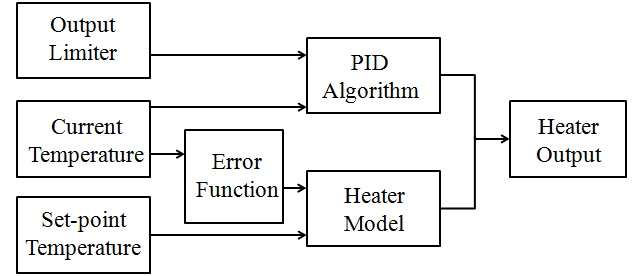 Output
Limiter
PID
Algorithm
Current
Temperature
Error
Function
Heater
Output
Heater
Model
Set-point
Temperature